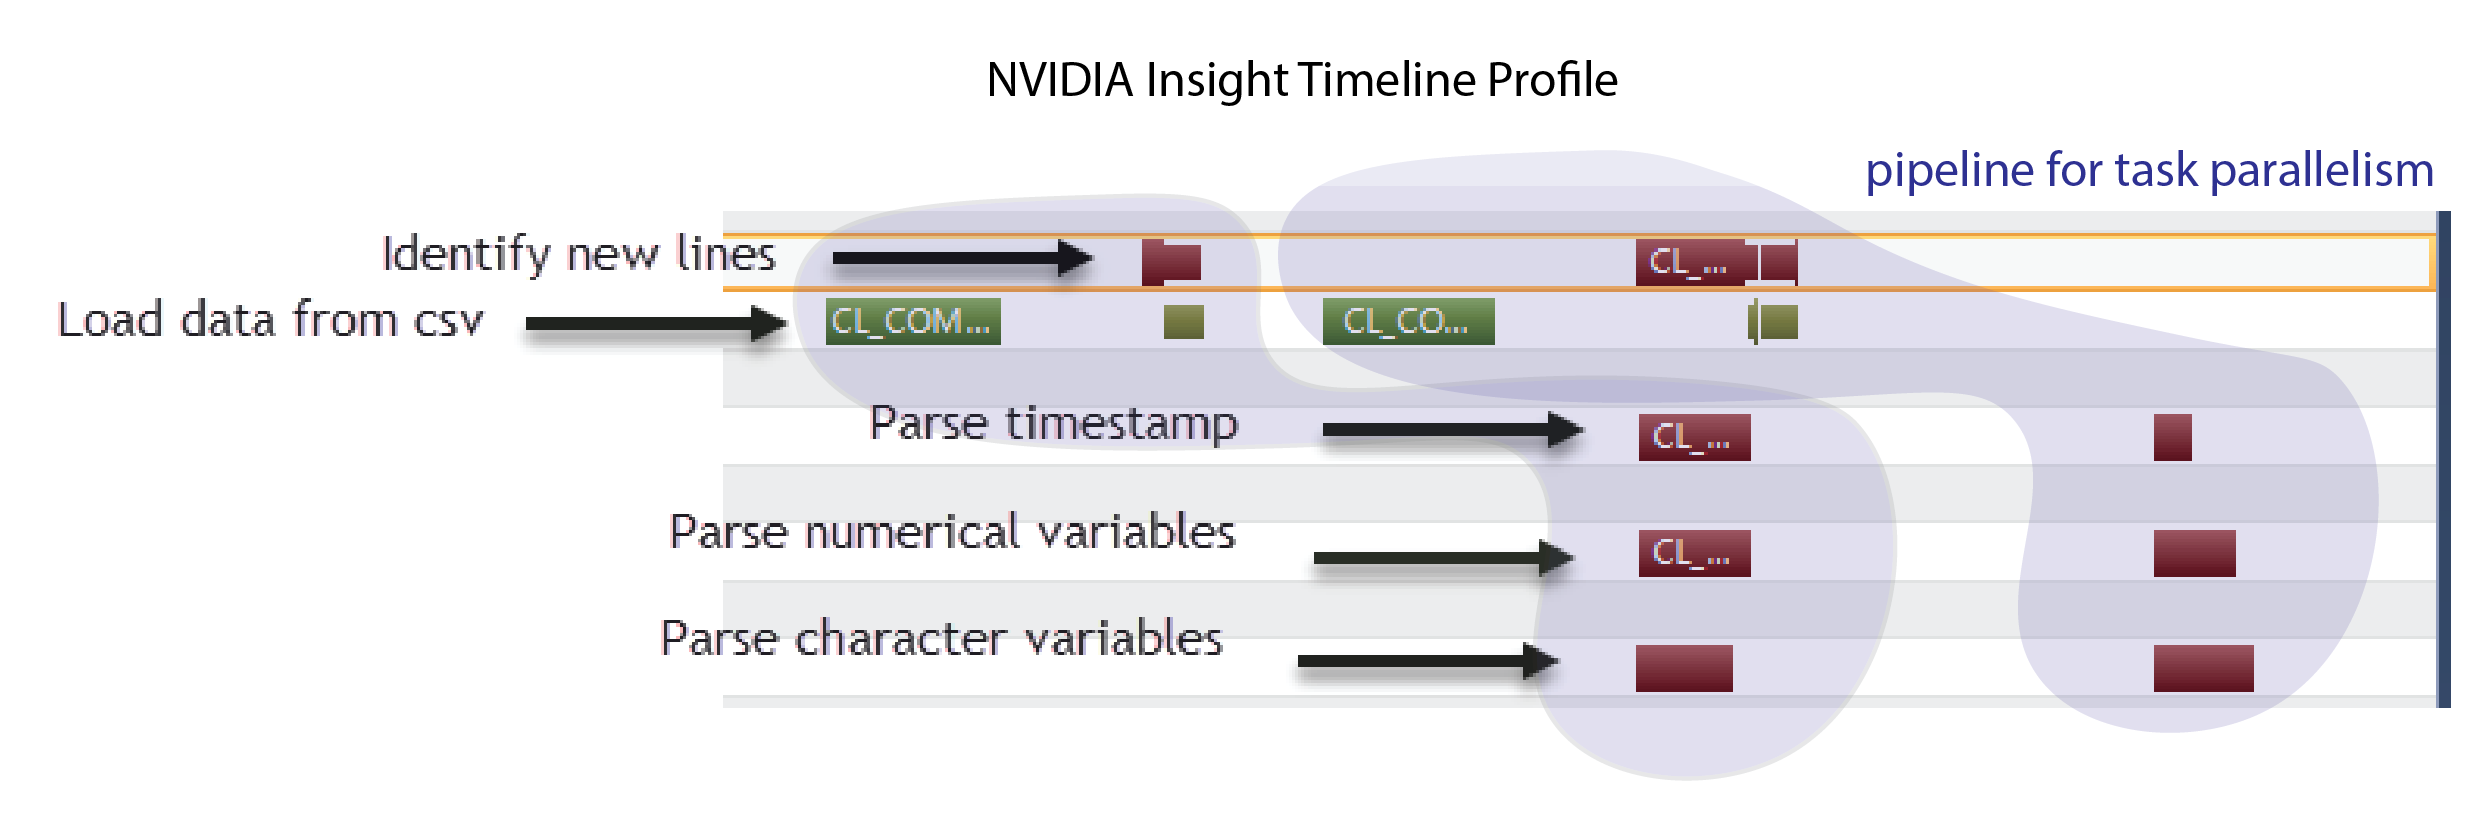 NVIDIA Insight Timeline Profile
pipeline for task parallelism
Identify new lines
CL_...
Load data from csv
CL_COM...
CL_CO...
Parse timestamp
CL_...
Parse numerical variables
CL_...
Parse character variables